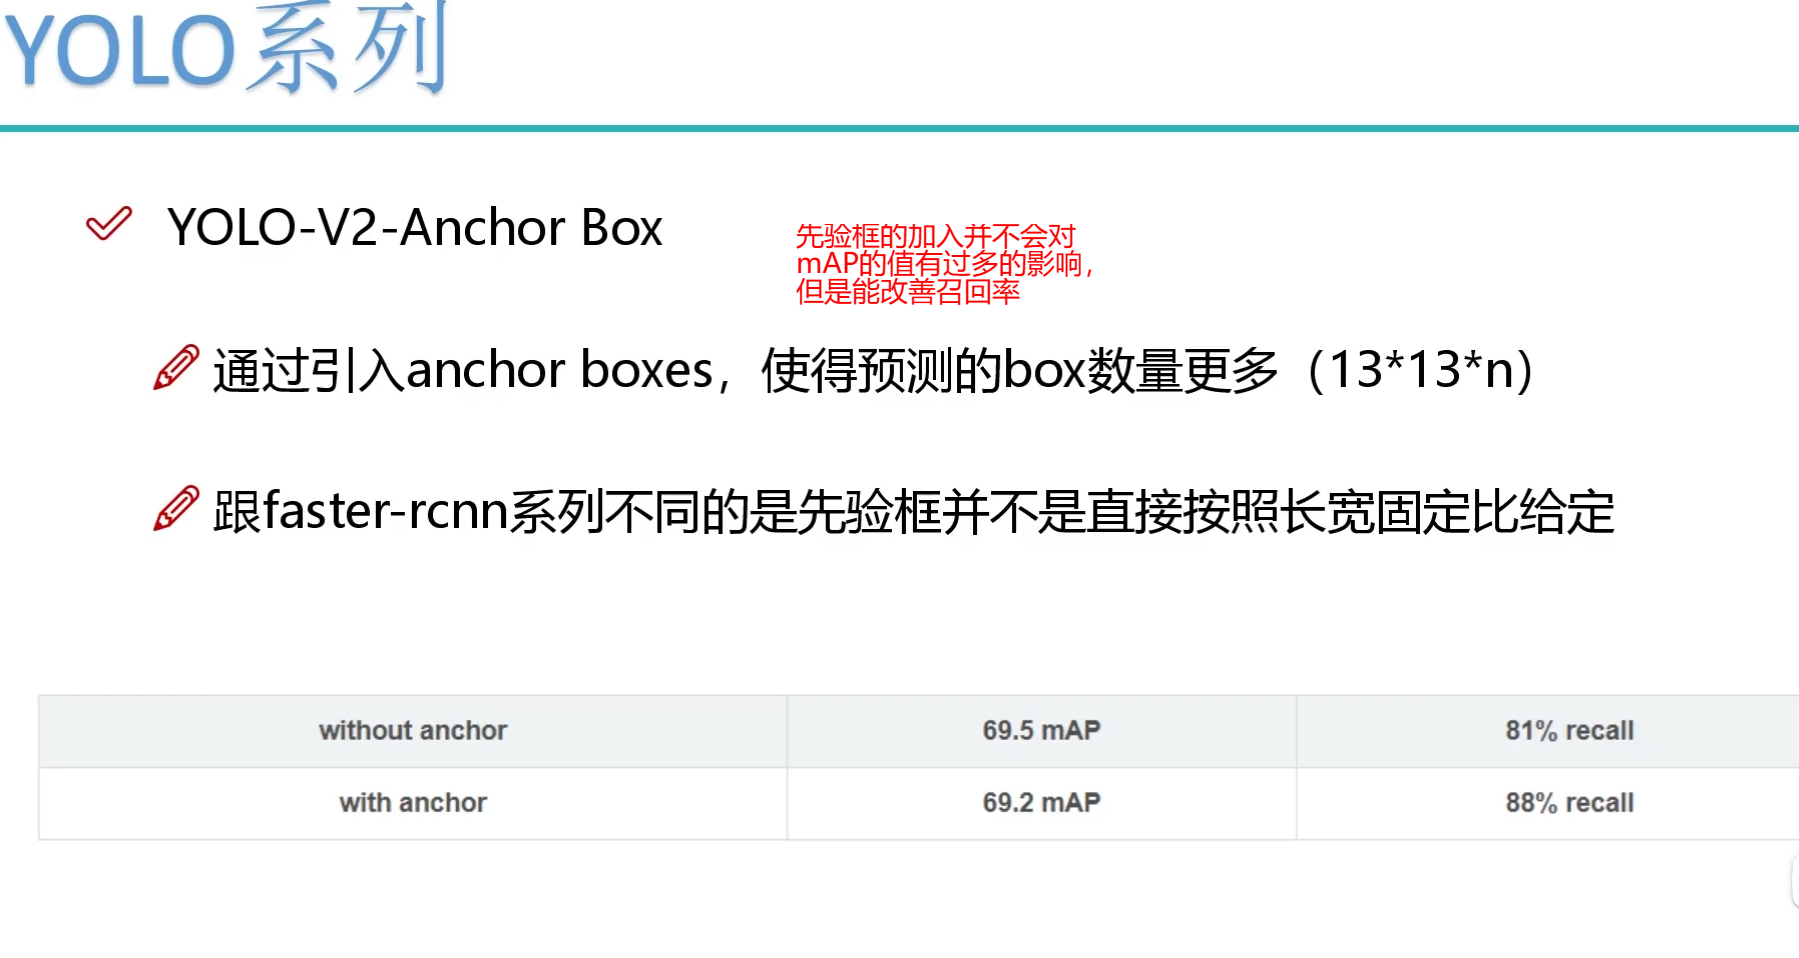 YOLO系列
YOLO-V2-Anchor Box
先验框的加入并不会对
mAP的值有过多的影响，
但是能改善召回率
通过引入anchor boxes，使得预测的box数量更多（13*13*n）
跟faster-rcnn系列不同的是先验框并不是直接按照长宽固定比给定
without anchor 69.5 mAP 81% recall
with anchor 69.2 mAP 88% recall